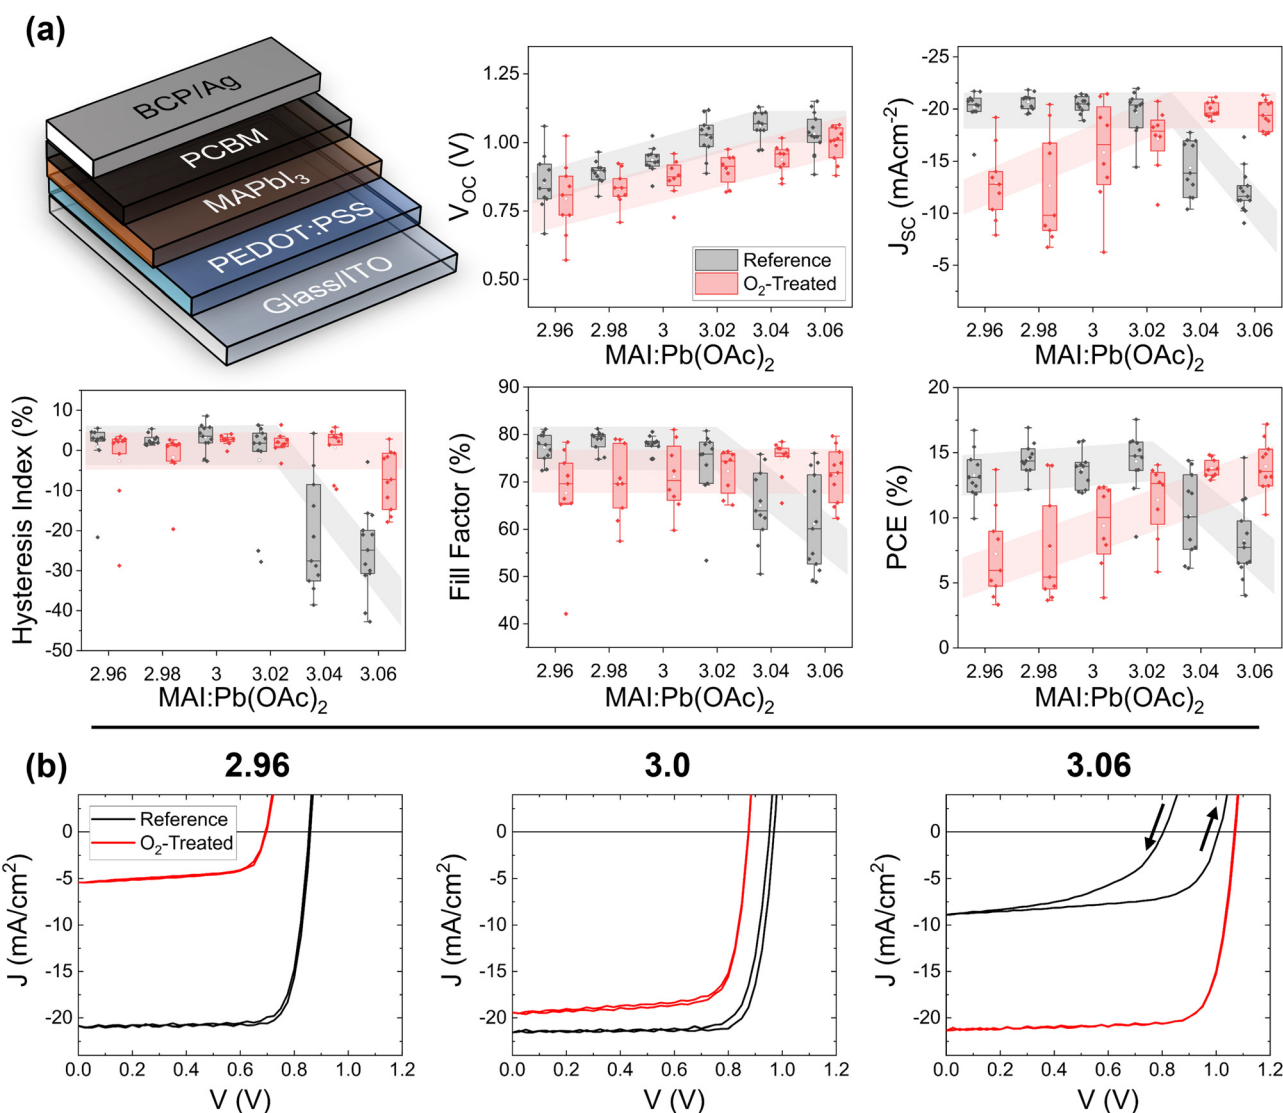 (a)
BCP/Ag
PCBM
MAPbI3
PEDOT:PSS
Glass/ITO
1.25
1.00
0.75
0.50
VOC (V)
Reference
O2-Treated
2.96 2.98 3 3.02 3.04 3.06
MAI:Pb(OAc)2
-25
-20
-15
-10
-5
JSC (mAcm-2)
2.96 2.98 3 3.02 3.04 3.06
MAI:Pb(OAc)2
10
0
-10
-20
-30
-40
-50
Hysteresis Index (%)
2.96 2.98 3 3.02 3.04 3.06
MAI:Pb(OAc)2
90
80
70
60
50
40
Fill Factor (%)
2.96 2.98 3 3.02 3.04 3.06
MAI:Pb(OAc)2
20
15
10
5
0
PCE (%)
2.96 2.98 3 3.02 3.04 3.06
MAI:Pb(OAc)2
(b)
2.96
Reference
O2-Treated
0
-5
-10
-15
-20
J (mA/cm2)
0.0 0.2 0.4 0.6 0.8 1.0 1.2
V (V)
3.0
0
-5
-10
-15
-20
J (mA/cm2)
0.0 0.2 0.4 0.6 0.8 1.0 1.2
V (V)
3.06
0
-5
-10
-15
-20
J (mA/cm2)
0.0 0.2 0.4 0.6 0.8 1.0 1.2
V (V)